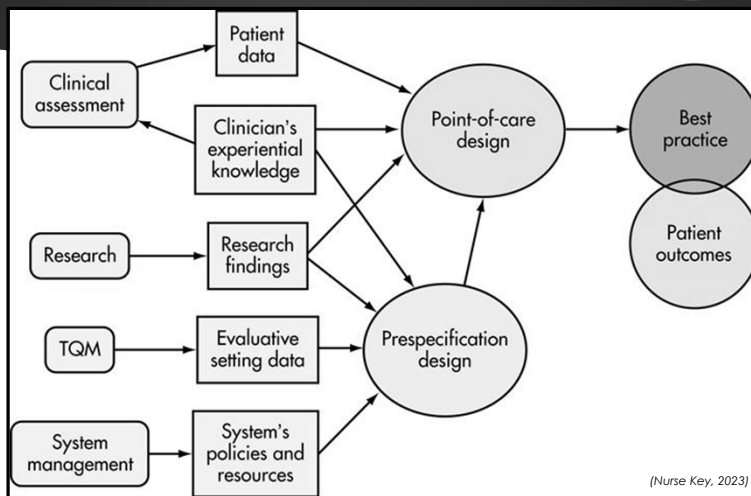 Patient
data
Clinical
assessment
Clinician's
experiential
knowledge
Point-of-care
design
Best
practice
Research
Research
findings
Patient
outcomes
TQM
Evaluative
setting data
Prespecification
design
System
management
System's
policies and
resources
(Nurse Key, 2023)